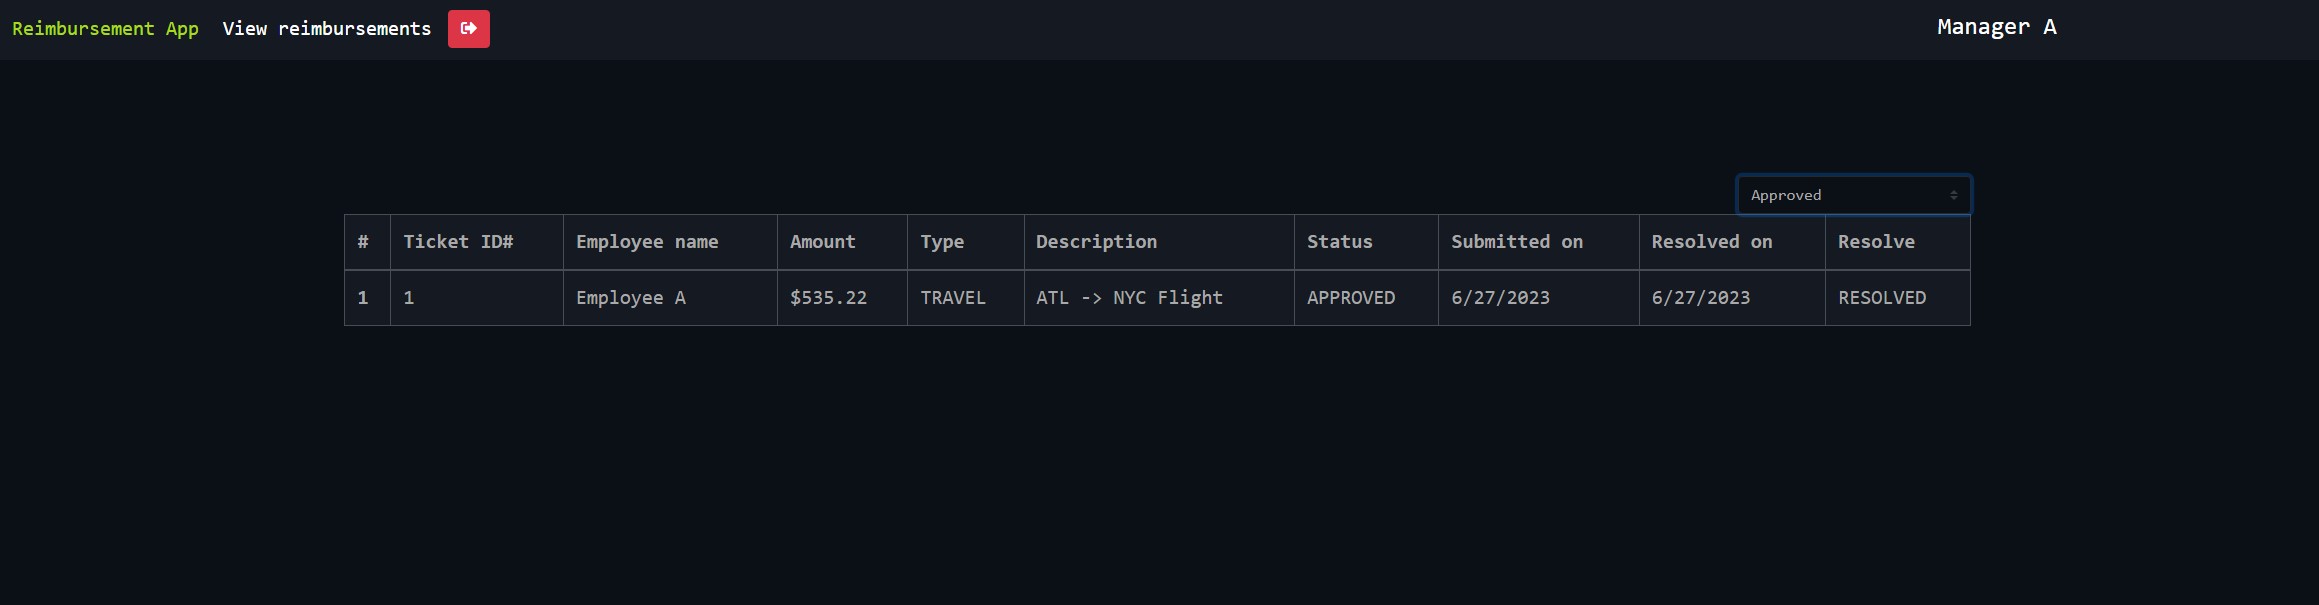 Reimbursement App View reimbursements Manager A
Approved
# Ticket ID# Employee name Amount Type Description Status Submitted on Resolved on Resolve
1 1 Employee A $535.22 TRAVEL ATL -> NYC Flight APPROVED 6/27/2023 6/27/2023 RESOLVED